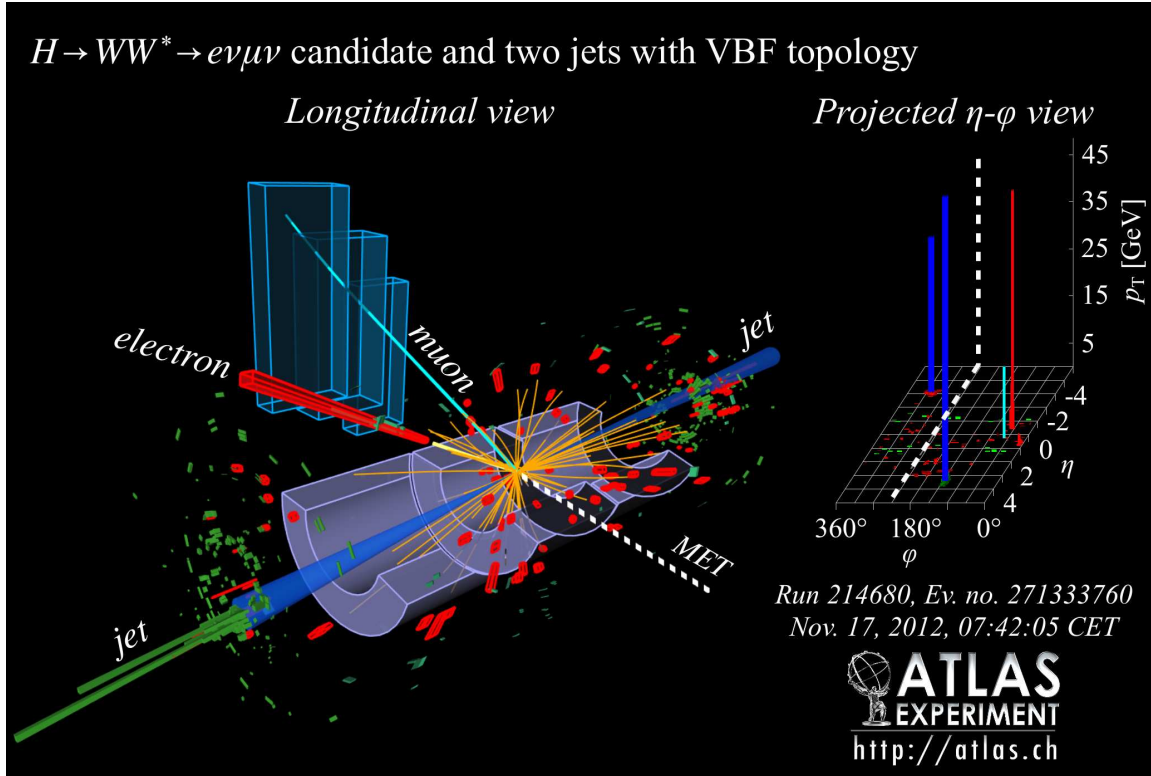 H→WW*→eνμν candidate and two jets with VBF topology
Longitudinal view
Projected η-φ view
electron
muon
jet
MET
jet
45
35
25
15
5
p_T [GeV]
-4
-2
0
2
4
η
360° 180° 0°
φ
Run 214680, Ev. no. 271333760
Nov. 17, 2012, 07:42:05 CET
ATLAS
EXPERIMENT
http://atlas.ch